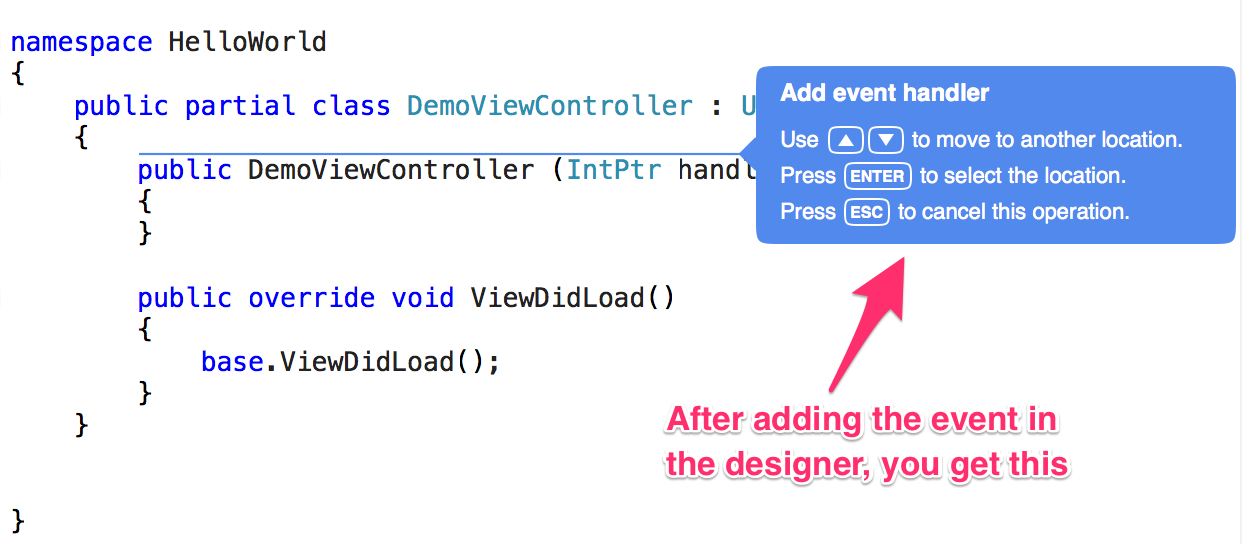 namespace HelloWorld
{
public partial class DemoViewController : U
{
public DemoViewController (IntPtr handl
{
}
public override void ViewDidLoad()
{
base.ViewDidLoad();
}
}
}
Add event handler
Use ▲ ▼ to move to another location.
Press ENTER to select the location.
Press ESC to cancel this operation.
After adding the event in
the designer, you get this